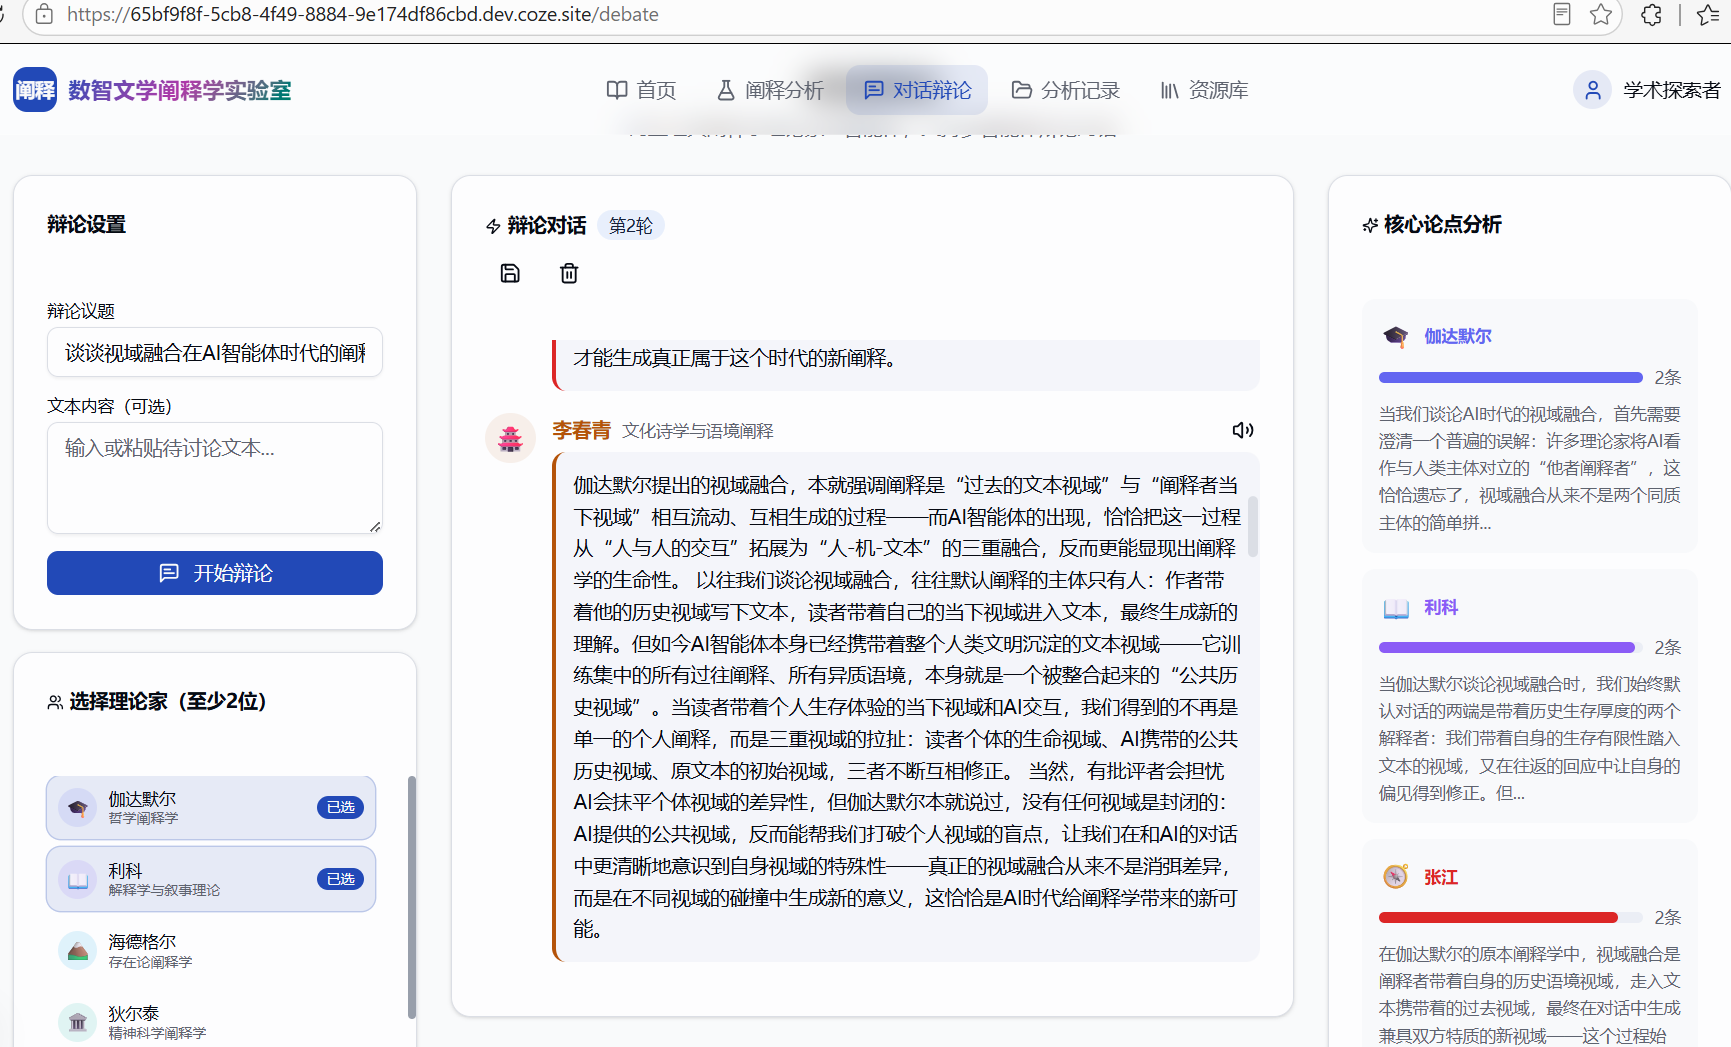 https://65bf9f8f-5cb8-4f49-8884-9e174df86cbd.dev.coze.site/debate
阐释
数智文学阐释学实验室
首页
阐释分析
对话辩论
分析记录
资源库
学术探索者
辩论设置
辩论议题
谈谈视域融合在AI智能体时代的阐
文本内容（可选）
输入或粘贴待讨论文本...
开始辩论
选择理论家（至少2位）
伽达默尔
哲学阐释学
已选
利科
解释学与叙事理论
已选
海德格尔
存在论阐释学
狄尔泰
精神科学阐释学
辩论对话
第2轮
才能生成真正属于这个时代的新阐释。
李春青 文化诗学与语境阐释
伽达默尔提出的视域融合，本就强调阐释是“过去的文本视域”与“阐释者当
下视域”相互流动、互相生成的过程——而AI智能体的出现，恰恰把这一过程
从“人与人的交互”拓展为“人-机-文本”的三重融合，反而更能显现出阐释
学的生命性。 以往我们谈论视域融合，往往默认阐释的主体只有人：作者带
着他的历史视域写下文本，读者带着自己的当下视域进入文本，最终生成新的
理解。但如今AI智能体本身已经携带着整个人类文明沉淀的文本视域——它训
练集中的所有过往阐释、所有异质语境，本身就是一个被整合起来的“公共历
史视域”。当读者带着个人生存体验的当下视域和AI交互，我们得到的不再是
单一的个人阐释，而是三重视域的拉扯：读者个体的生命视域、AI携带的公共
历史视域、原文本的初始视域，三者不断互相修正。 当然，有批评者会担忧
AI会抹平个体视域的差异性，但伽达默尔本就说过，没有任何视域是封闭的：
AI提供的公共视域，反而能帮我们打破个人视域的盲点，让我们在和AI的对话
中更清晰地意识到自身视域的特殊性——真正的视域融合从来不是消弭差异，
而是在不同视域的碰撞中生成新的意义，这恰恰是AI时代给阐释学带来的新可
能。
核心论点分析
伽达默尔
2条
当我们谈论AI时代的视域融合，首先需要
澄清一个普遍的误解：许多理论家将AI看
作与人类主体对立的“他者阐释者”，这
恰恰遗忘了，视域融合从来不是两个同质
主体的简单拼...
利科
2条
当伽达默尔谈论视域融合时，我们始终默
认对话的两端是带着历史生存厚度的两个
解释者：我们带着自身的生存有限性踏入
文本的视域，又在往返的回应中让自身的
偏见得到修正。但...
张江
2条
在伽达默尔的原本阐释学中，视域融合是
阐释者带着自身的历史语境视域，走入文
本携带着的过去视域，最终在对话中生成
兼具双方特质的新视域——这个过程始